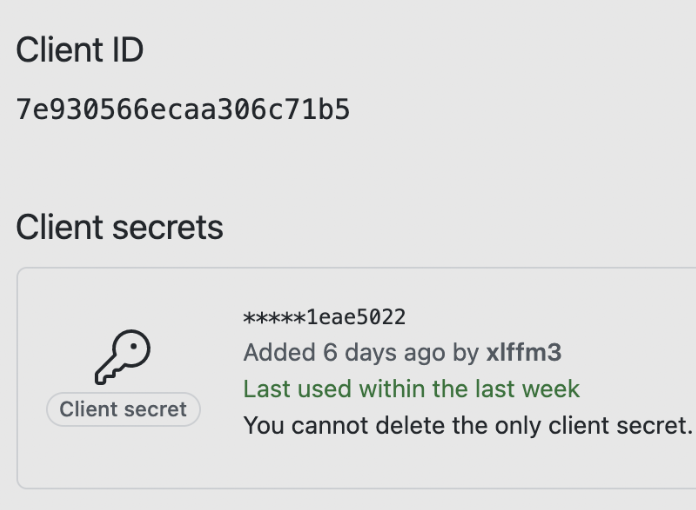 Client ID
7e930566ecaa306c71b5
Client secrets
*****1eae5022
Added 6 days ago by xlffm3
Last used within the last week
Client secret
You cannot delete the only client secret.